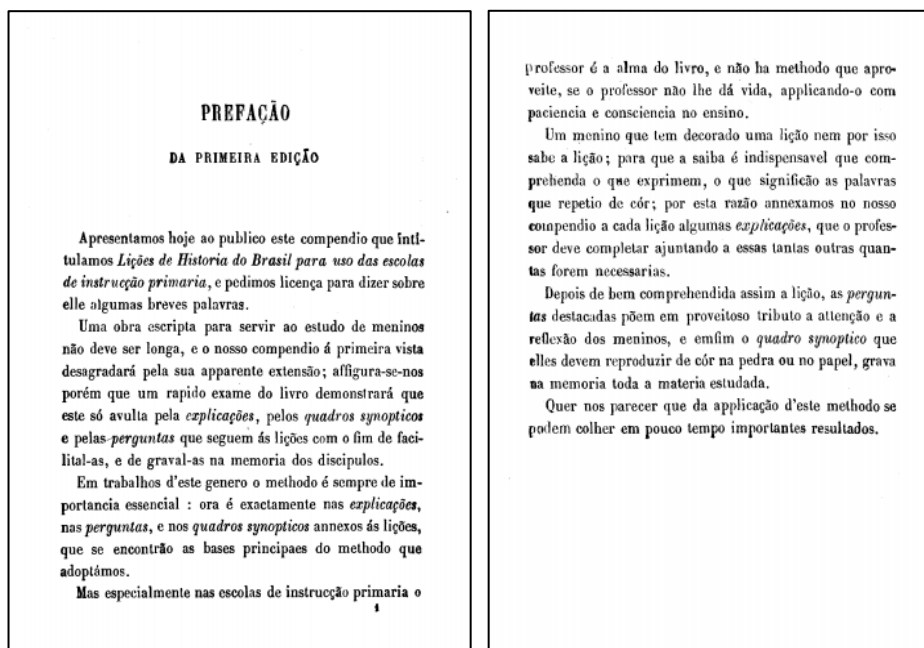 PREFAÇÃO
DA PRIMEIRA EDIÇÃO
Apresentamos hoje ao publico este compendio que inti-
tulamos Lições de Historia do Brasil para uso das escolas
de instrucção primaria, e pedimos licença para dizer sobre
elle algumas breves palavras.
Uma obra escripta para servir ao estudo de meninos
não deve ser longa, e o nosso compendio á primeira vista
desagradará pela sua apparente extensão; affigura-se-nos
porém que um rapido exame do livro demonstrará que
este só avulta pela explicações, pelos quadros synopticos
e pelas perguntas que seguem ás lições com o fim de faci-
lital-as, e de graval-as na memoria dos discipulos.
Em trabalhos d'este genero o methodo é sempre de im-
portancia essencial : ora é exactamente nas explicações,
nas perguntas, e nos quadros synopticos annexos ás lições,
que se encontrão as bases principaes do methodo que
adoptámos.
Mas especialmente nas escolas de instrucção primaria o
1
professor é a alma do livro, e não ha methodo que apro-
veite, se o professor não lhe dá vida, applicando-o com
paciencia e consciencia no ensino.
Um menino que tem decorado uma lição nem por isso
sabe a lição; para que a saiba é indispensavel que com-
prehenda o que exprimem, o que significão as palavras
que repetio de cór; por esta razão annexamos no nosso
compendio a cada lição algumas explicações, que o profes-
sor deve completar ajuntando a essas tantas outras quan-
tas forem necessarias.
Depois de bem comprehendida assim a lição, as pergun-
tas destacadas põem em proveitoso tributo a attenção e a
reflexão dos meninos, e emfim o quadro synoptico que
elles devem reproduzir de cór na pedra ou no papel, grava
na memoria toda a materia estudada.
Quer nos parecer que da applicação d'este methodo se
podem colher em pouco tempo importantes resultados.